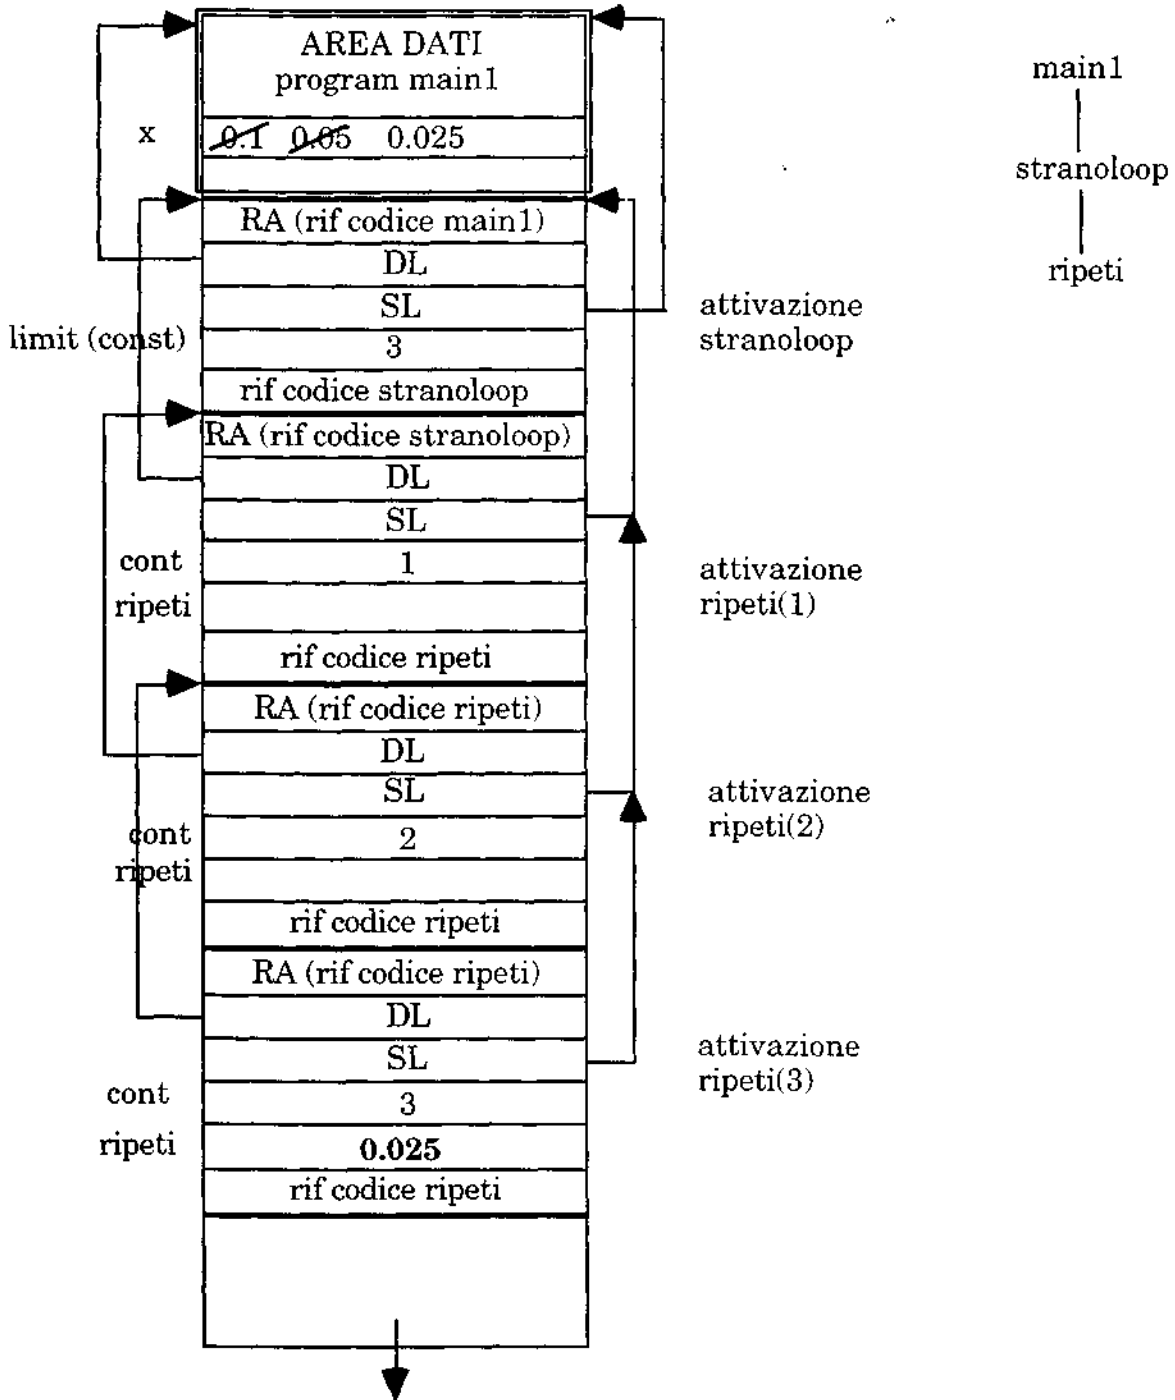 AREA DATI
program main1
x
0.1 0.05 0.025
RA (rif codice main1)
DL
SL
limit (const)
3
rif codice stranoloop
attivazione
stranoloop
RA (rif codice stranoloop)
DL
SL
cont
1
ripeti
rif codice ripeti
attivazione
ripeti(1)
RA (rif codice ripeti)
DL
SL
cont
2
ripeti
rif codice ripeti
attivazione
ripeti(2)
RA (rif codice ripeti)
DL
SL
cont
3
ripeti
0.025
rif codice ripeti
attivazione
ripeti(3)
main1
stranoloop
ripeti